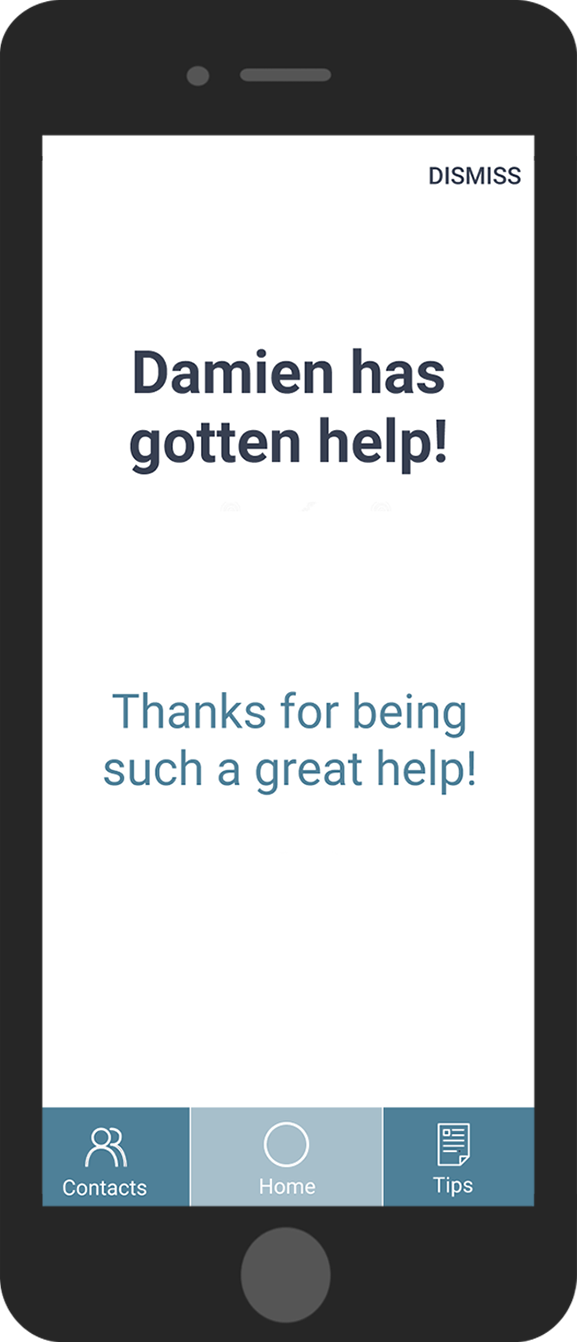 DISMISS
Damien has
gotten help!
Thanks for being
such a great help!
Contacts
Home
Tips